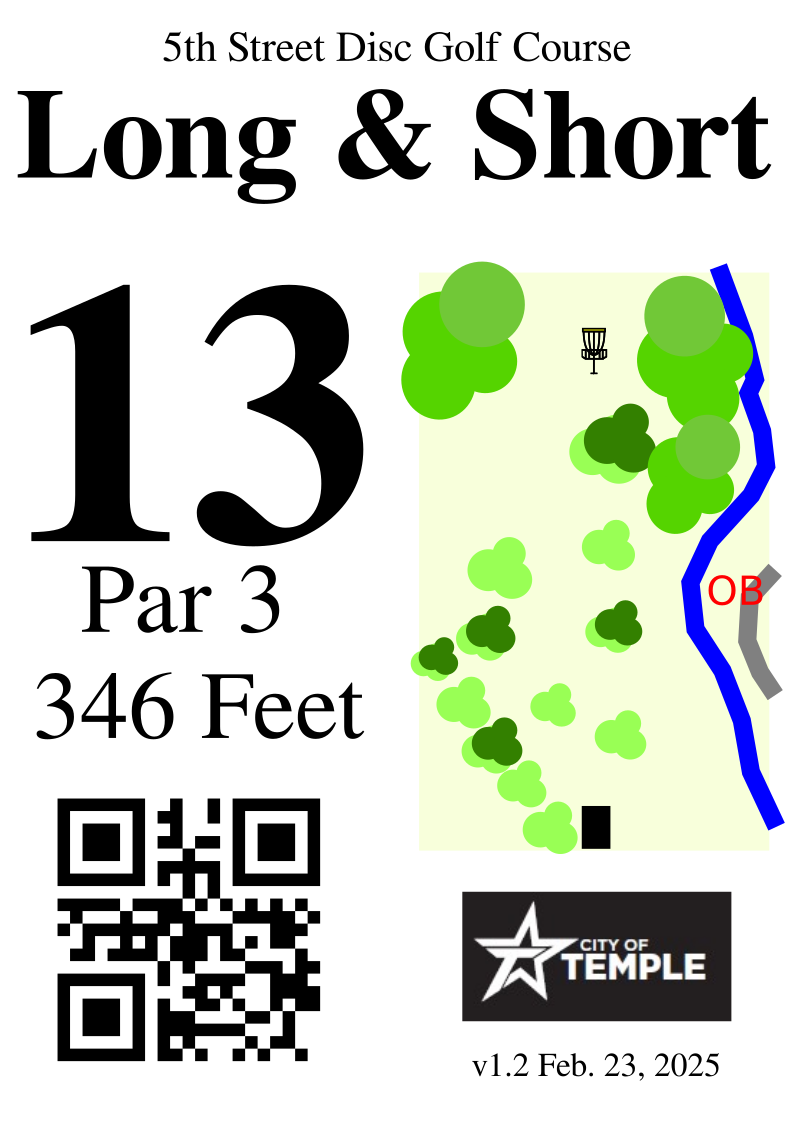 5th Street Disc Golf Course
Long & Short
13
Par 3
346 Feet
OB
CITY OF
TEMPLE
v1.2 Feb. 23, 2025